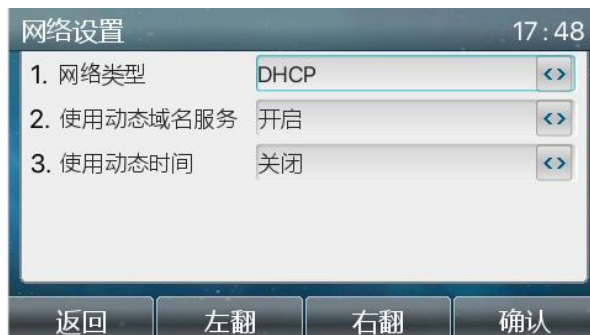 网络设置 17:48
1. 网络类型 DHCP
2. 使用动态域名服务 开启
3. 使用动态时间 关闭
返回 左翻 右翻 确认